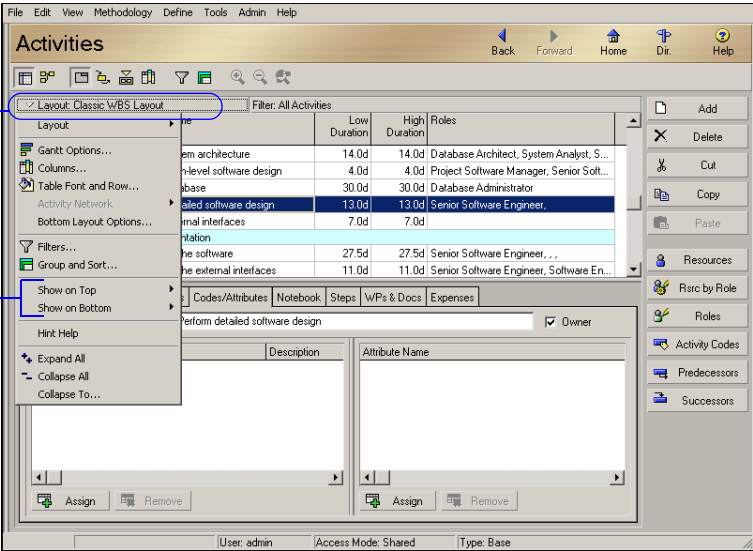 File Edit View Methodology Define Tools Admin Help
Activities
Back Forward Home Dir. Help
Layout: Classic WBS Layout Filter: All Activities
Low Duration High Duration Roles
em architecture 14.0d 14.0d Database Architect, System Analyst, S...
n-level software design 4.0d 4.0d Project Software Manager, Senior Soft...
abase 30.0d 30.0d Database Administrator
ailed software design 13.0d 13.0d Senior Software Engineer,
rnal interfaces 7.0d 7.0d
ntation
he software 27.5d 27.5d Senior Software Engineer, , ,
he external interfaces 11.0d 11.0d Senior Software Engineer, Software En...
Layout
Gantt Options...
Columns...
Table Font and Row...
Activity Network
Bottom Layout Options...
Filters...
Group and Sort...
Show on Top
Show on Bottom
Hint Help
Expand All
Collapse All
Collapse To...
Codes/Attributes Notebook Steps WPs & Docs Expenses
Perform detailed software design Owner
Description Attribute Name
Assign Remove Assign Remove
Add
Delete
Cut
Copy
Paste
Resources
Rsrc by Role
Roles
Activity Codes
Predecessors
Successors
User: admin Access Mode: Shared Type: Base